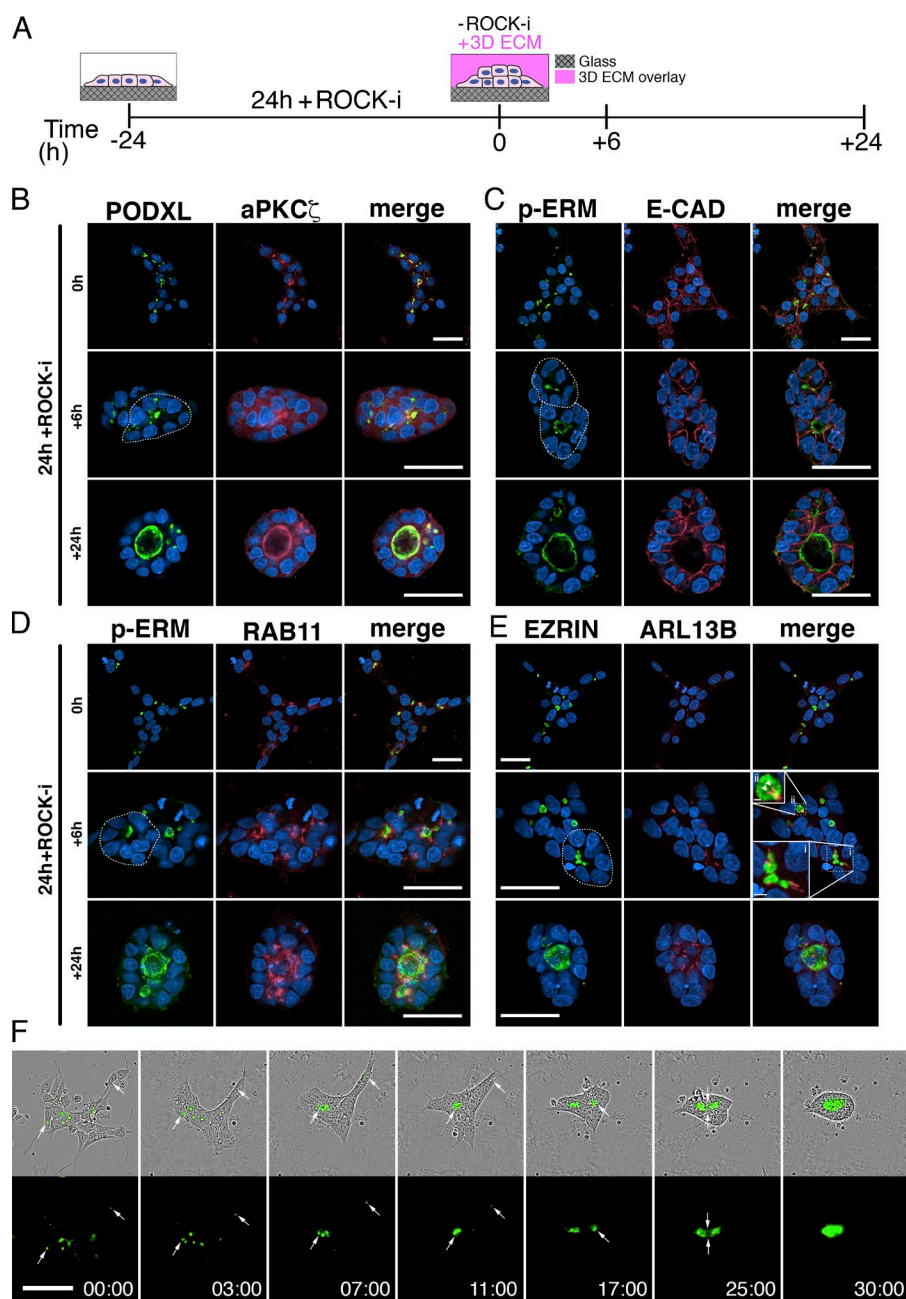 A
-ROCK-i
+3D ECM
Glass
3D ECM overlay
24h +ROCK-i
Time
(h)
-24
0
+6
+24
B
PODXL aPKCζ merge
C
p-ERM E-CAD merge
24h +ROCK-i
0h
+6h
+24h
D
p-ERM RAB11 merge
E
EZRIN ARL13B merge
24h +ROCK-i
0h
+6h
ii
ii
i
i
+24h
F
00:00 03:00 07:00 11:00 17:00 25:00 30:00